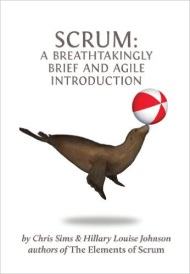 SCRUM:
A BREATHTAKINGLY
BRIEF AND AGILE
INTRODUCTION
by Chris Sims & Hillary Louise Johnson
authors of The Elements of Scrum